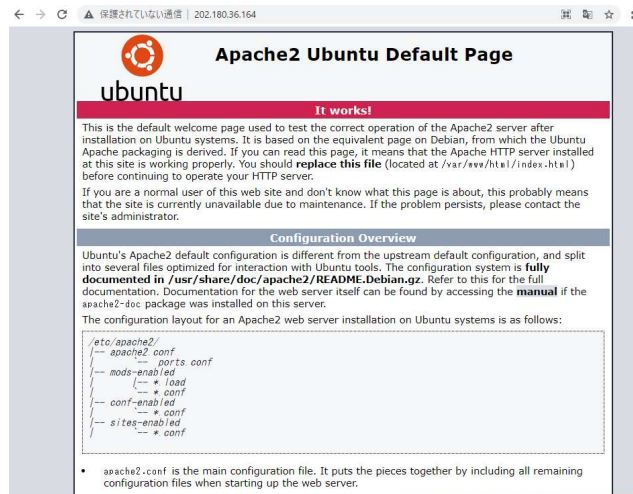 保護されていない通信 | 202.180.36.164
ubuntu
Apache2 Ubuntu Default Page
It works!
This is the default welcome page used to test the correct operation of the Apache2 server after
installation on Ubuntu systems. It is based on the equivalent page on Debian, from which the Ubuntu
Apache packaging is derived. If you can read this page, it means that the Apache HTTP server installed
at this site is working properly. You should replace this file (located at /var/www/html/index.html)
before continuing to operate your HTTP server.
If you are a normal user of this web site and don't know what this page is about, this probably means
that the site is currently unavailable due to maintenance. If the problem persists, please contact the
site's administrator.
Configuration Overview
Ubuntu's Apache2 default configuration is different from the upstream default configuration, and split
into several files optimized for interaction with Ubuntu tools. The configuration system is fully
documented in /usr/share/doc/apache2/README.Debian.gz. Refer to this for the full
documentation. Documentation for the web server itself can be found by accessing the manual if the
apache2-doc package was installed on this server.
The configuration layout for an Apache2 web server installation on Ubuntu systems is as follows:
/etc/apache2/
|-- apache2.conf
|       `--  ports.conf
|-- mods-enabled
|       |-- *.load
|       `-- *.conf
|-- conf-enabled
|       `-- *.conf
|-- sites-enabled
|       `-- *.conf
• apache2.conf is the main configuration file. It puts the pieces together by including all remaining
configuration files when starting up the web server.